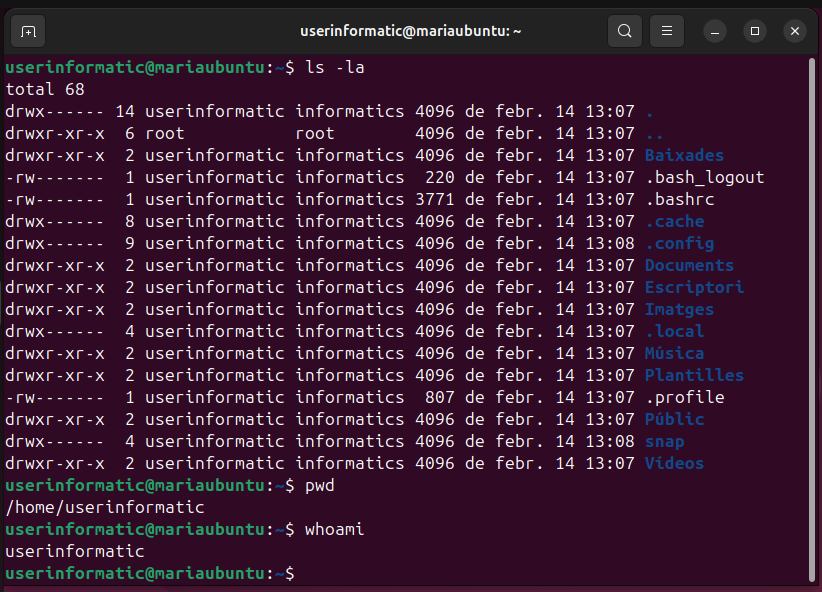 userinformatic@mariaubuntu: ~
userinformatic@mariaubuntu:~$ ls -la
total 68
drwx------ 14 userinformatic informatics 4096 de febr. 14 13:07 .
drwxr-xr-x  6 root           root        4096 de febr. 14 13:07 ..
drwxr-xr-x  2 userinformatic informatics 4096 de febr. 14 13:07 Baixades
-rw-------  1 userinformatic informatics  220 de febr. 14 13:07 .bash_logout
-rw-------  1 userinformatic informatics 3771 de febr. 14 13:07 .bashrc
drwx------  8 userinformatic informatics 4096 de febr. 14 13:07 .cache
drwx------  9 userinformatic informatics 4096 de febr. 14 13:08 .config
drwxr-xr-x  2 userinformatic informatics 4096 de febr. 14 13:07 Documents
drwxr-xr-x  2 userinformatic informatics 4096 de febr. 14 13:07 Escriptori
drwxr-xr-x  2 userinformatic informatics 4096 de febr. 14 13:07 Imatges
drwx------  4 userinformatic informatics 4096 de febr. 14 13:07 .local
drwxr-xr-x  2 userinformatic informatics 4096 de febr. 14 13:07 Música
drwxr-xr-x  2 userinformatic informatics 4096 de febr. 14 13:07 Plantilles
-rw-------  1 userinformatic informatics  807 de febr. 14 13:07 .profile
drwxr-xr-x  2 userinformatic informatics 4096 de febr. 14 13:07 Públic
drwx------  4 userinformatic informatics 4096 de febr. 14 13:08 snap
drwxr-xr-x  2 userinformatic informatics 4096 de febr. 14 13:07 Vídeos
userinformatic@mariaubuntu:~$ pwd
/home/userinformatic
userinformatic@mariaubuntu:~$ whoami
userinformatic
userinformatic@mariaubuntu:~$